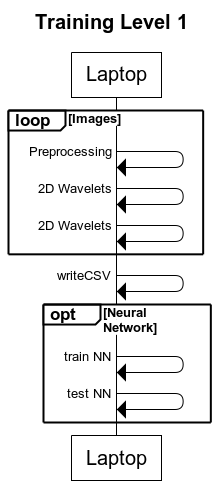 Training Level 1
Laptop
loop [Images]
Preprocessing
2D Wavelets
2D Wavelets
writeCSV
opt [Neural
Network]
train NN
test NN
Laptop